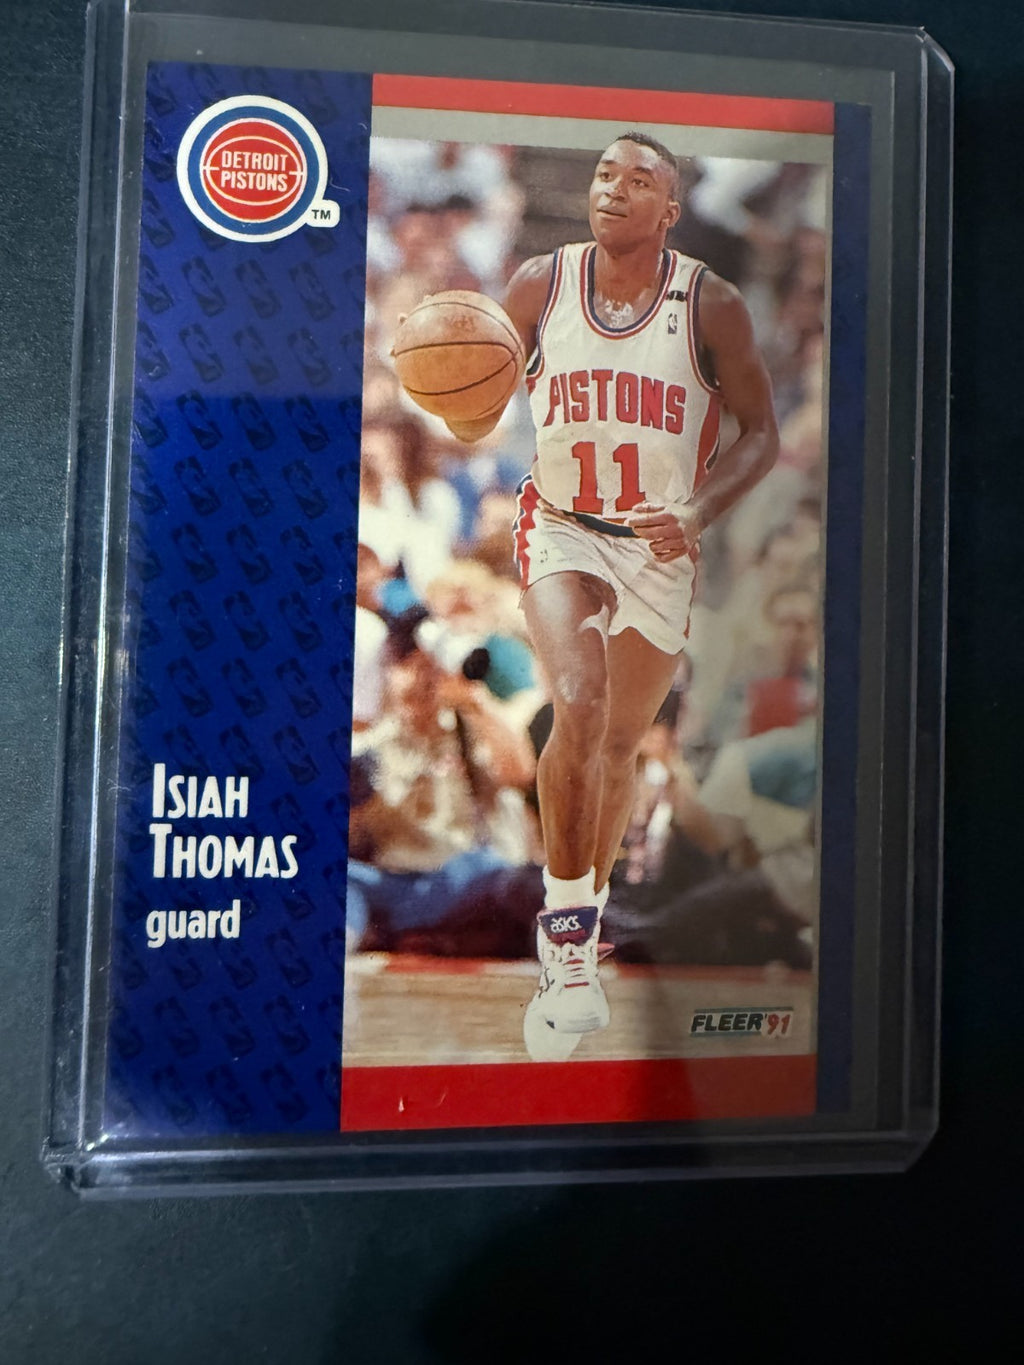 DETROIT
PISTONS
TM
PISTONS
11
asics
ISIAH
THOMAS
guard
FLEER'91